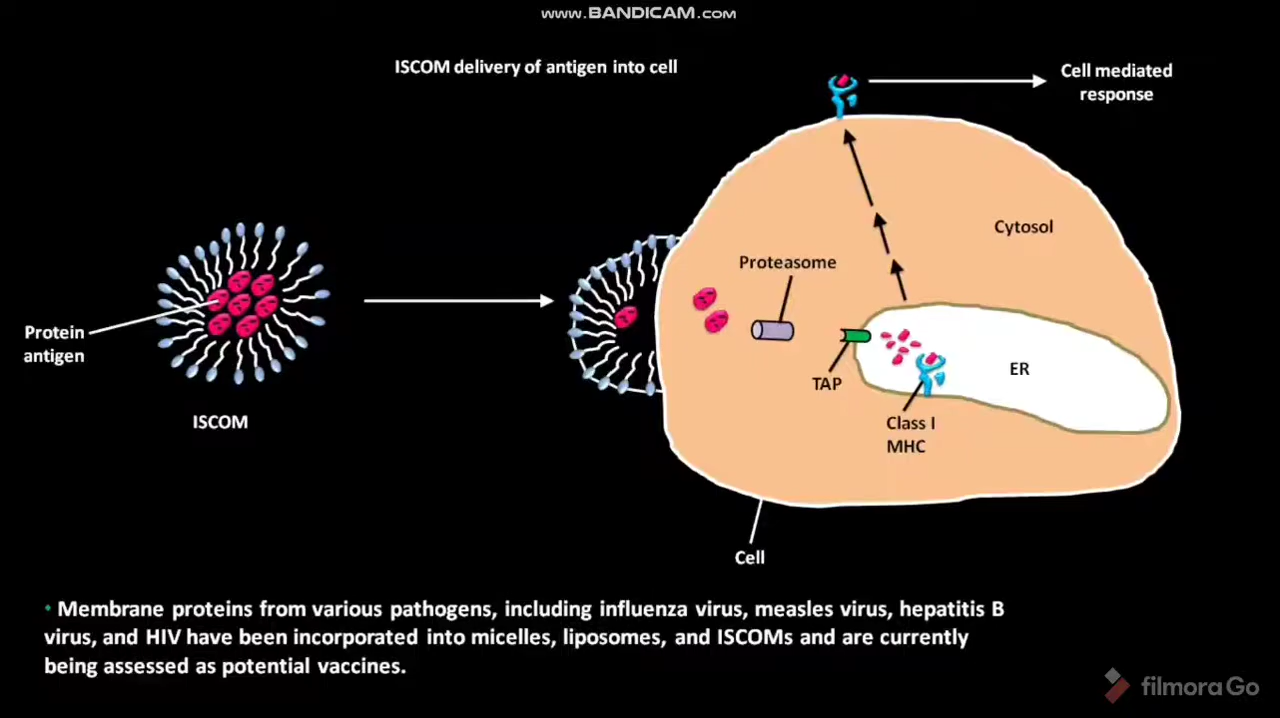 www.BANDICAM.com
ISCOM delivery of antigen into cell
Cell mediated
response
Cytosol
Proteasome
Protein
antigen
TAP
ER
ISCOM
Class I
MHC
Cell
• Membrane proteins from various pathogens, including influenza virus, measles virus, hepatitis B
virus, and HIV have been incorporated into micelles, liposomes, and ISCOMs and are currently
being assessed as potential vaccines.
filmoraGo